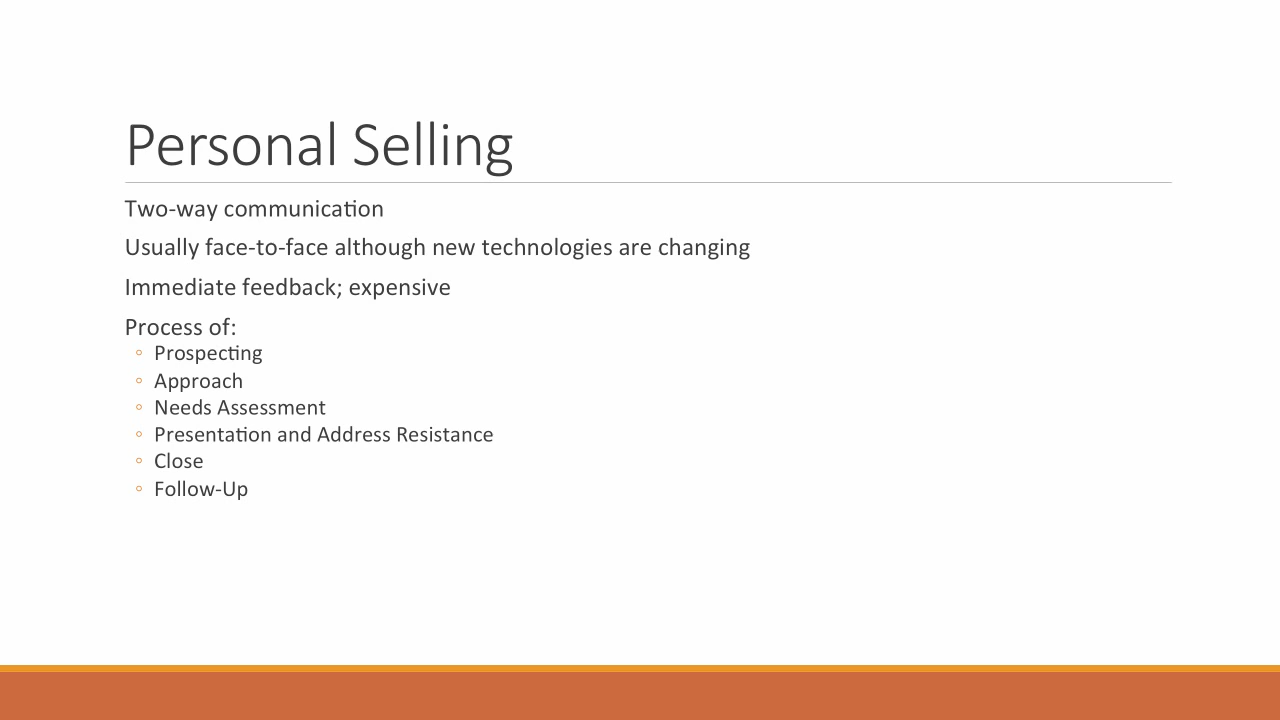 Personal Selling
Two-way communication
Usually face-to-face although new technologies are changing
Immediate feedback; expensive
Process of:
◦ Prospecting
◦ Approach
◦ Needs Assessment
◦ Presentation and Address Resistance
◦ Close
◦ Follow-Up